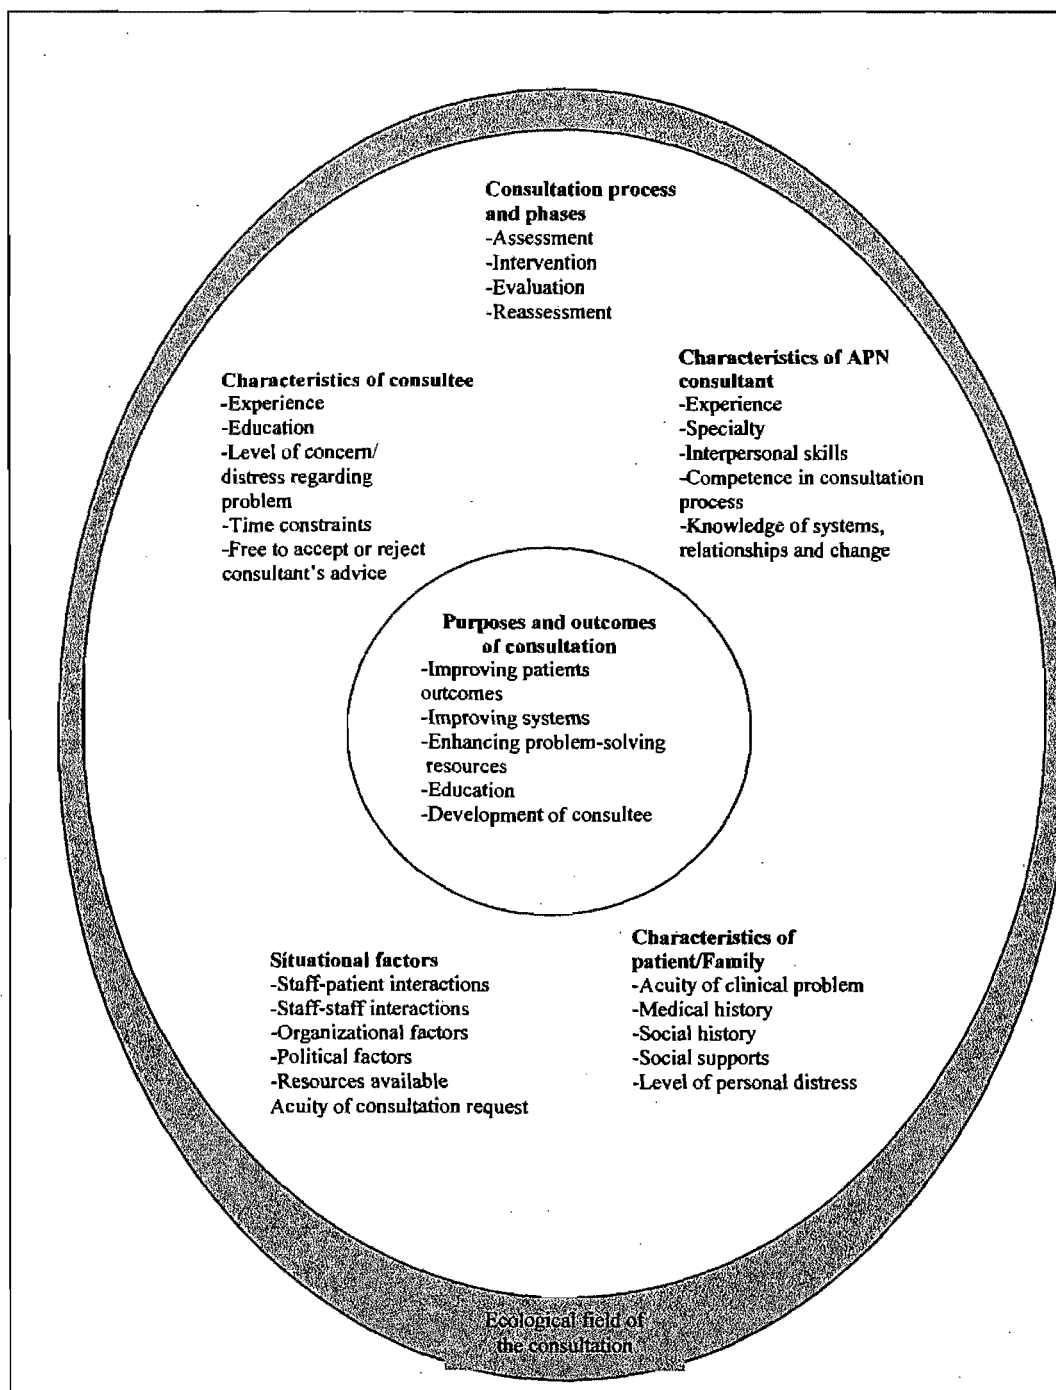 Consultation process
and phases
-Assessment
-Intervention
-Evaluation
-Reassessment
Characteristics of consultee
-Experience
-Education
-Level of concern/
distress regarding
problem
-Time constraints
-Free to accept or reject
consultant's advice
Characteristics of APN
consultant
-Experience
-Specialty
-Interpersonal skills
-Competence in consultation
process
-Knowledge of systems,
relationships and change
Purposes and outcomes
of consultation
-Improving patients
outcomes
-Improving systems
-Enhancing problem-solving
resources
-Education
-Development of consultee
Situational factors
-Staff-patient interactions
-Staff-staff interactions
-Organizational factors
-Political factors
-Resources available
Acuity of consultation request
Characteristics of
patient/Family
-Acuity of clinical problem
-Medical history
-Social history
-Social supports
-Level of personal distress
Ecological field of
the consultation